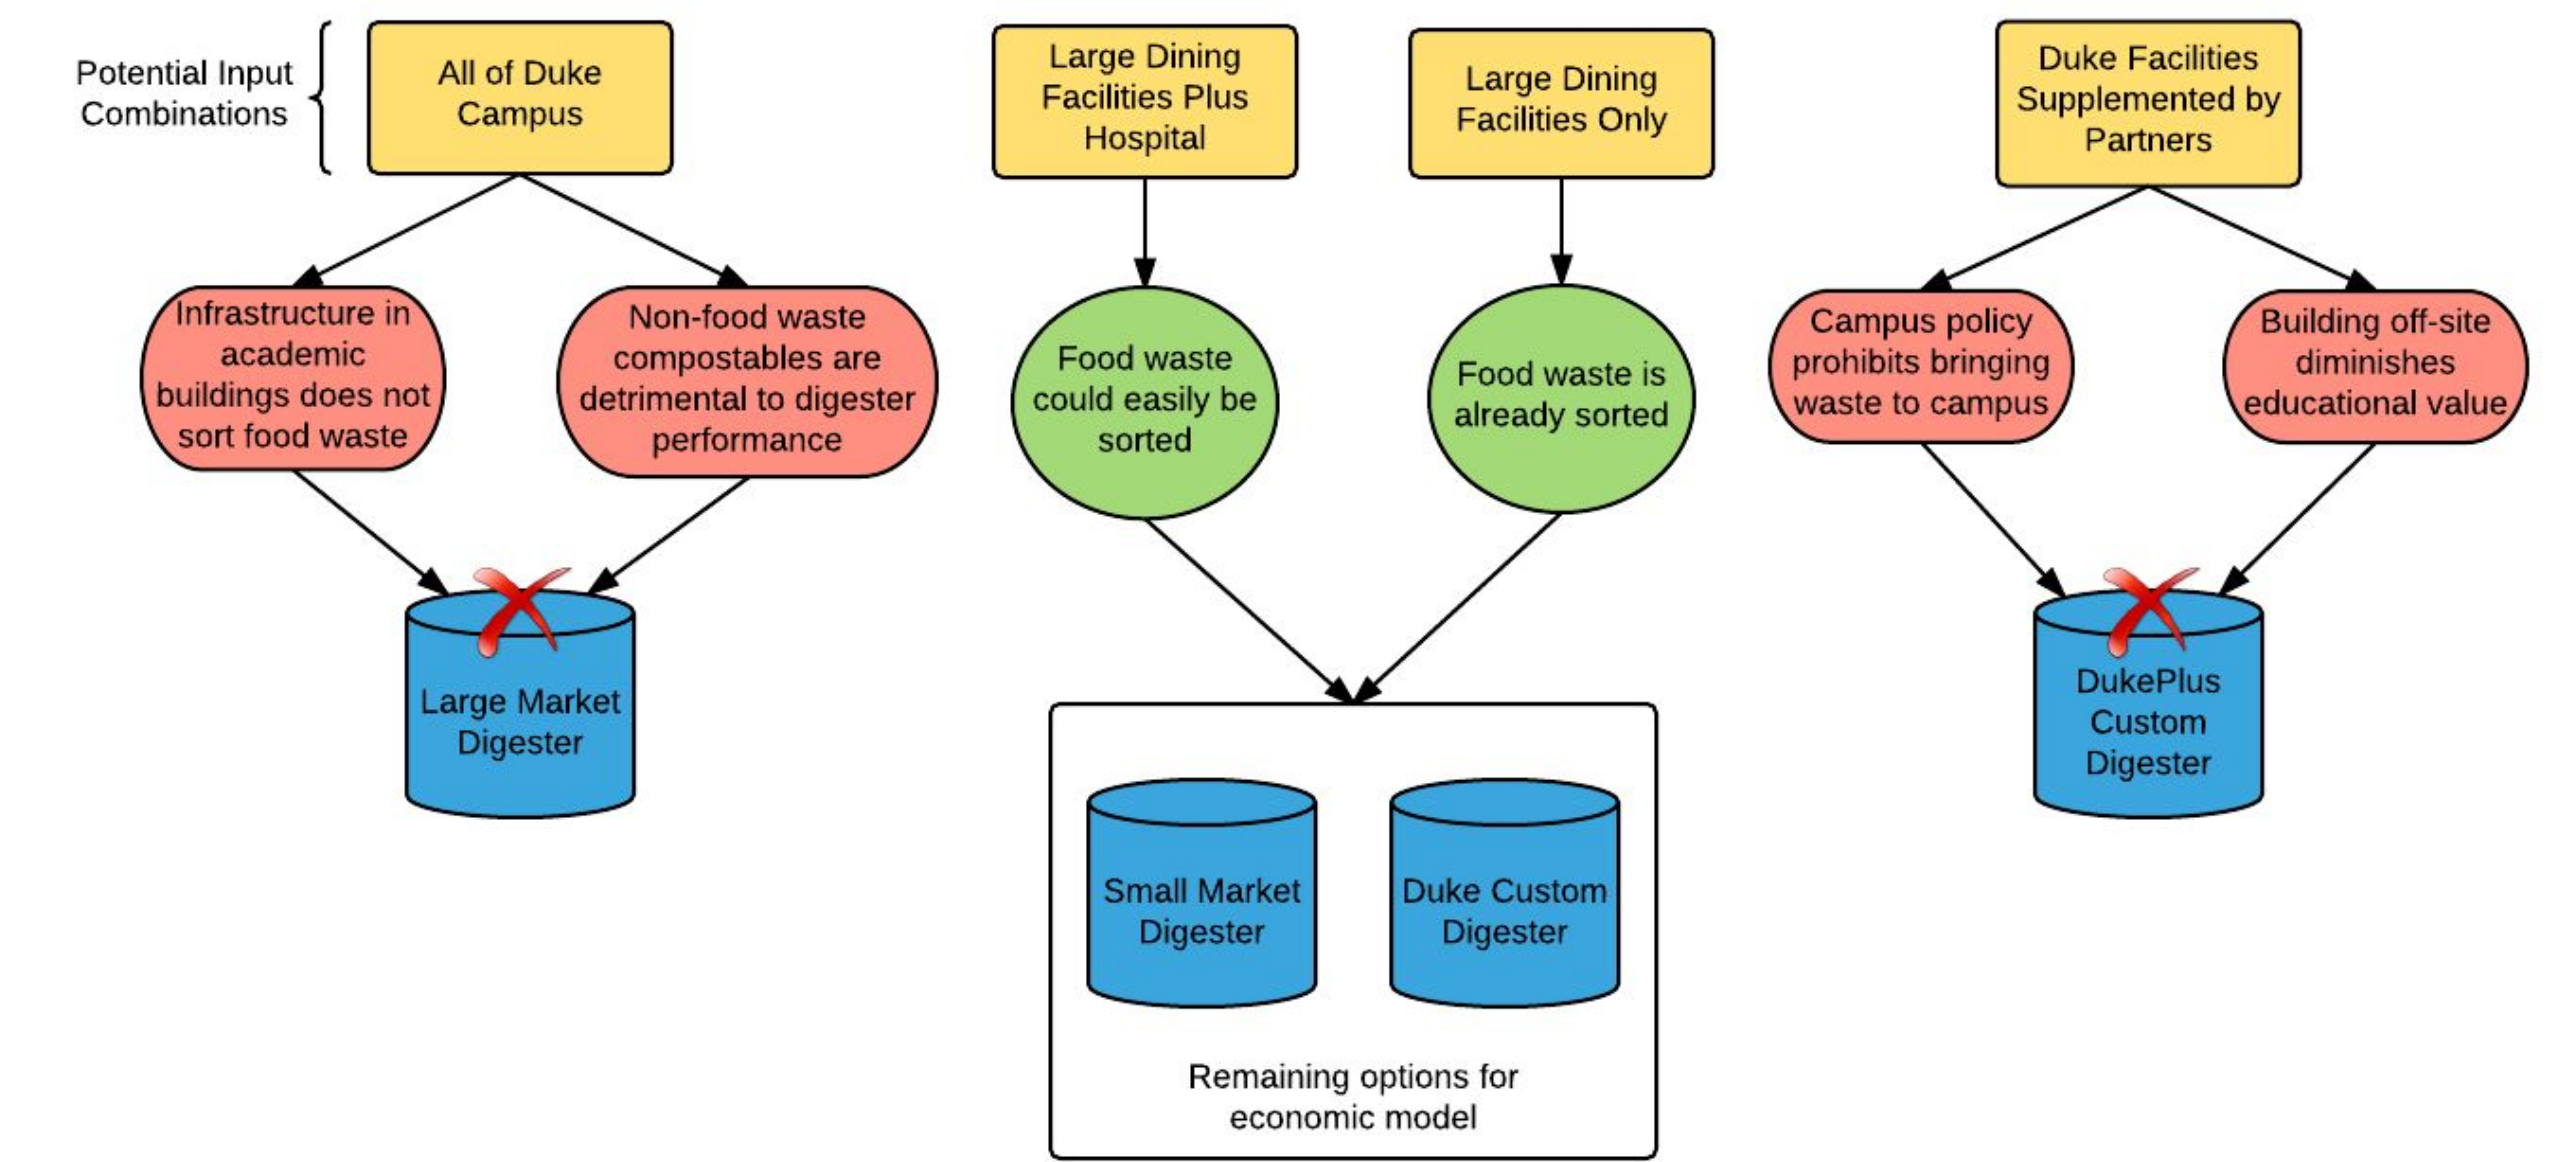 Potential Input
Combinations
All of Duke
Campus
Large Dining
Facilities Plus
Hospital
Large Dining
Facilities Only
Duke Facilities
Supplemented by
Partners
Infrastructure in
academic
buildings does not
sort food waste
Non-food waste
compostables are
detrimental to digester
performance
Food waste
could easily be
sorted
Food waste is
already sorted
Campus policy
prohibits bringing
waste to campus
Building off-site
diminishes
educational value
Large Market
Digester
DukePlus
Custom
Digester
Small Market
Digester
Duke Custom
Digester
Remaining options for
economic model